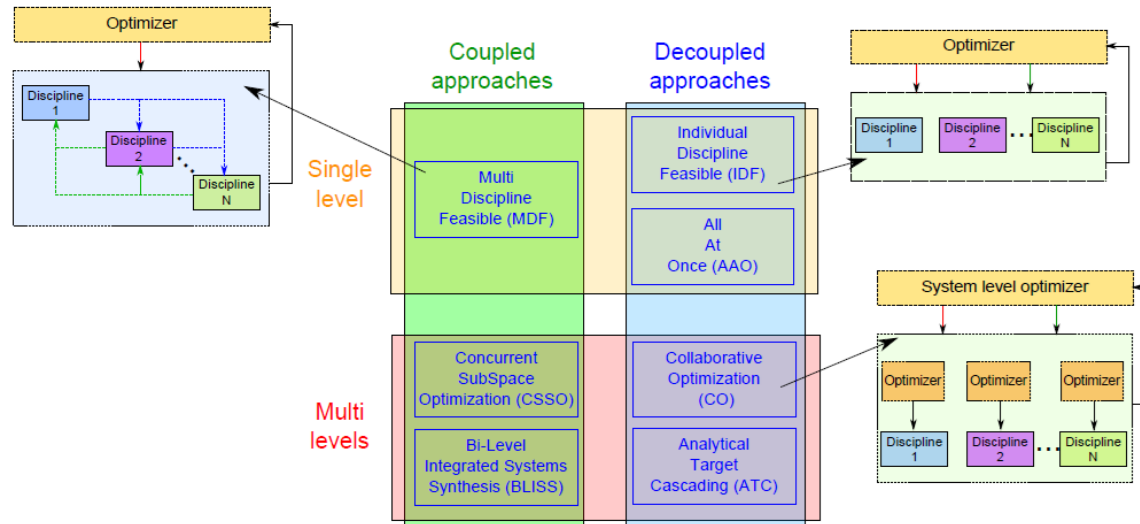 Optimizer
Discipline
1
Discipline
2
Discipline
N
Coupled
approaches
Decoupled
approaches
Single
level
Multi
Discipline
Feasible (MDF)
Individual
Discipline
Feasible (IDF)
All
At
Once (AAO)
Multi
levels
Concurrent
SubSpace
Optimization (CSSO)
Collaborative
Optimization
(CO)
Bi-Level
Integrated Systems
Synthesis (BLISS)
Analytical
Target
Cascading (ATC)
Optimizer
Discipline
1
Discipline
2
...
Discipline
N
System level optimizer
Optimizer
Optimizer
Optimizer
Discipline
1
Discipline
2
...
Discipline
N